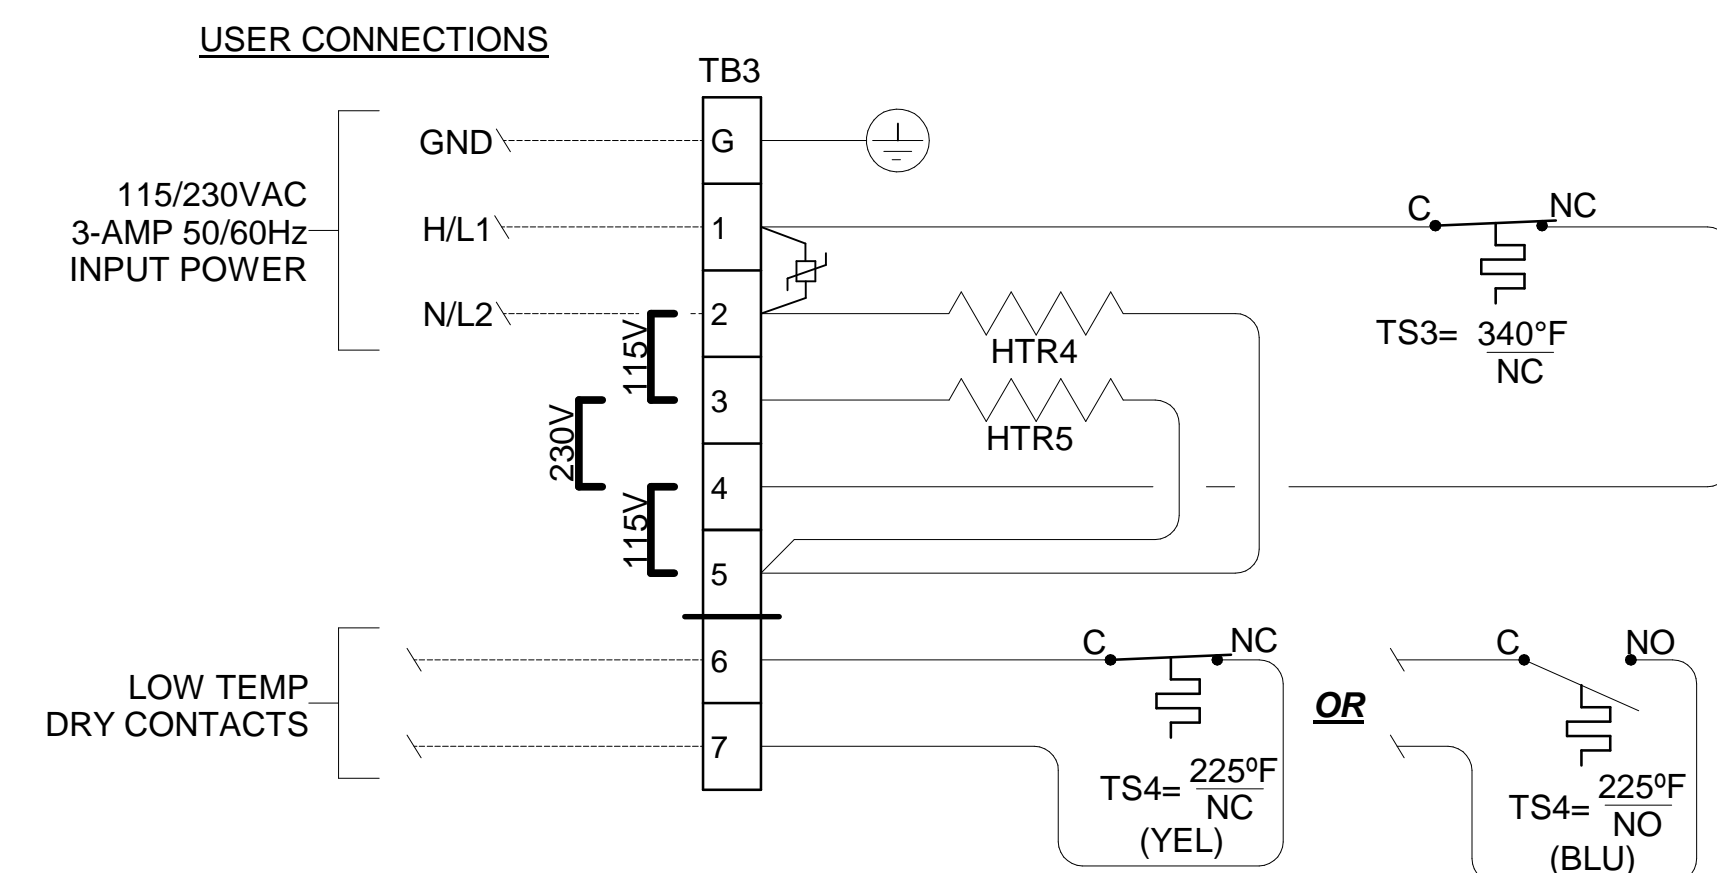 USER CONNECTIONS
TB3
GND
G
115/230VAC
3-AMP 50/60Hz
INPUT POWER
H/L1
1
C
NC
N/L2
2
115V
HTR4
TS3= 340°F
NC
3
HTR5
230V
4
115V
5
LOW TEMP
DRY CONTACTS
6
C
NC
C
NO
OR
7
TS4= 225ºF
NC
(YEL)
TS4= 225ºF
NO
(BLU)